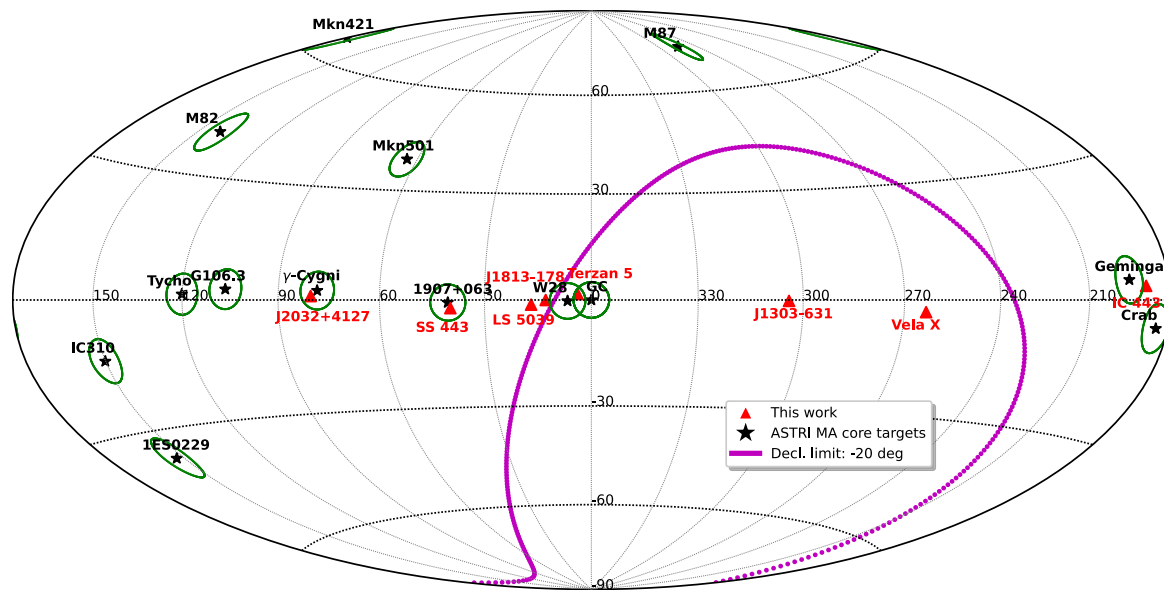 Mkn421
M87
60
M82
Mkn501
30
J1813-178
Terzan 5
Tycho
G106.3
γ-Cygni
1907+063
W28
GC
Geminga
150
120
90
60
30
0
330
300
270
240
210
IC 443
J2032+4127
SS 443
LS 5039
J1303-631
Vela X
Crab
IC310
-30
This work
ASTRI MA core targets
Decl. limit: -20 deg
1ES0229
-60
-90